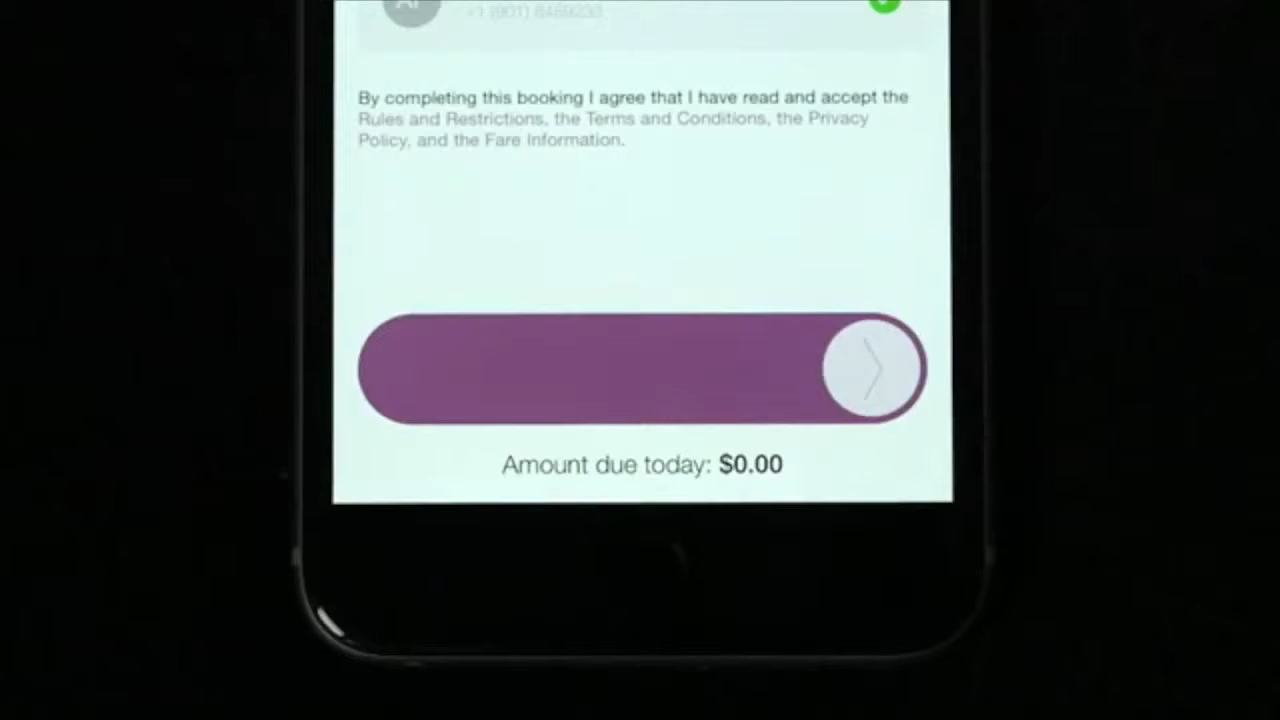 By completing this booking I agree that I have read and accept the
Rules and Restrictions, the Terms and Conditions, the Privacy
Policy, and the Fare Information.
Amount due today: $0.00